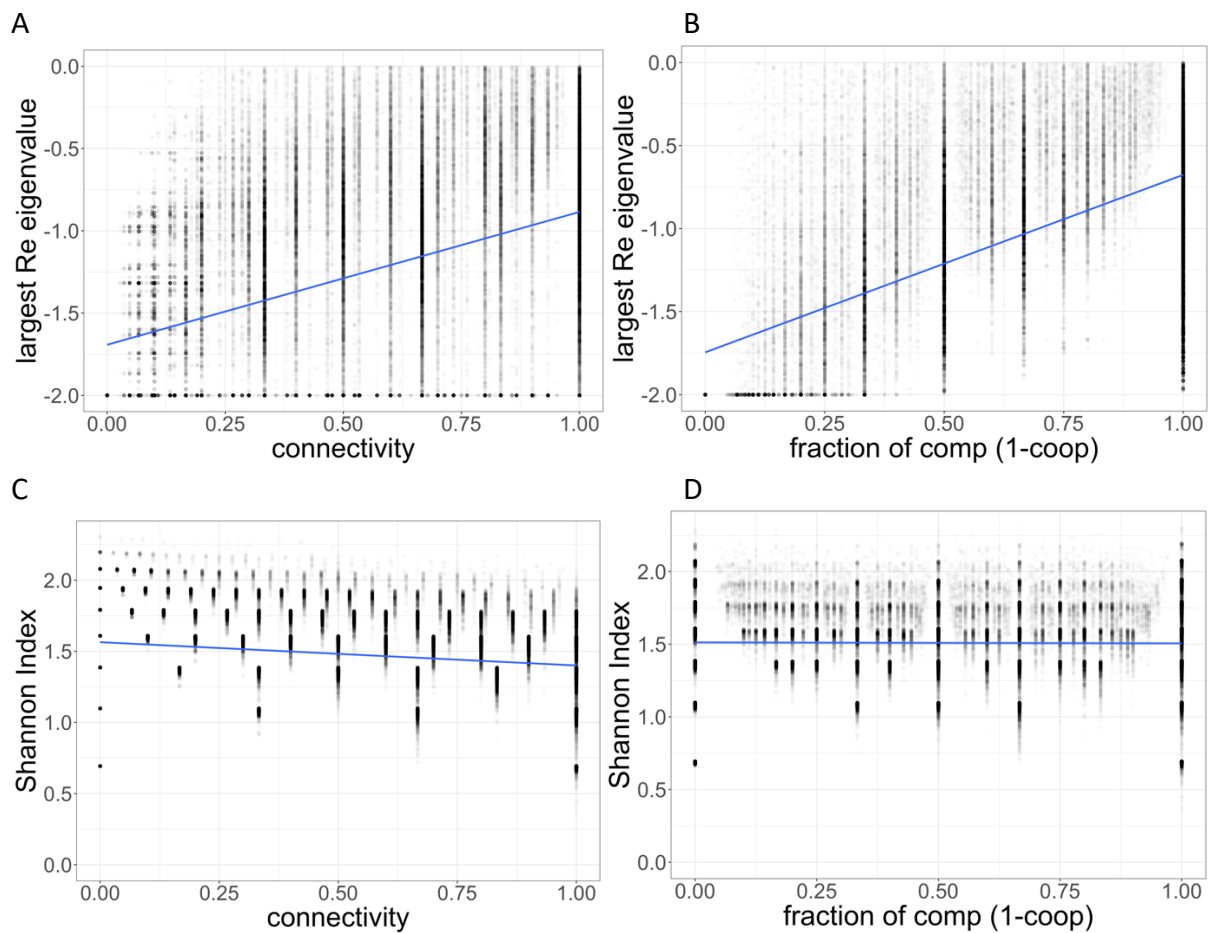 A
B
0.0
-0.5
-1.0
-1.5
-2.0
largest Re eigenvalue
0.00 0.25 0.50 0.75 1.00
connectivity
0.0
-0.5
-1.0
-1.5
-2.0
largest Re eigenvalue
0.00 0.25 0.50 0.75 1.00
fraction of comp (1-coop)
C
D
2.0
1.5
1.0
0.5
0.0
Shannon Index
0.00 0.25 0.50 0.75 1.00
connectivity
2.0
1.5
1.0
0.5
0.0
Shannon Index
0.00 0.25 0.50 0.75 1.00
fraction of comp (1-coop)